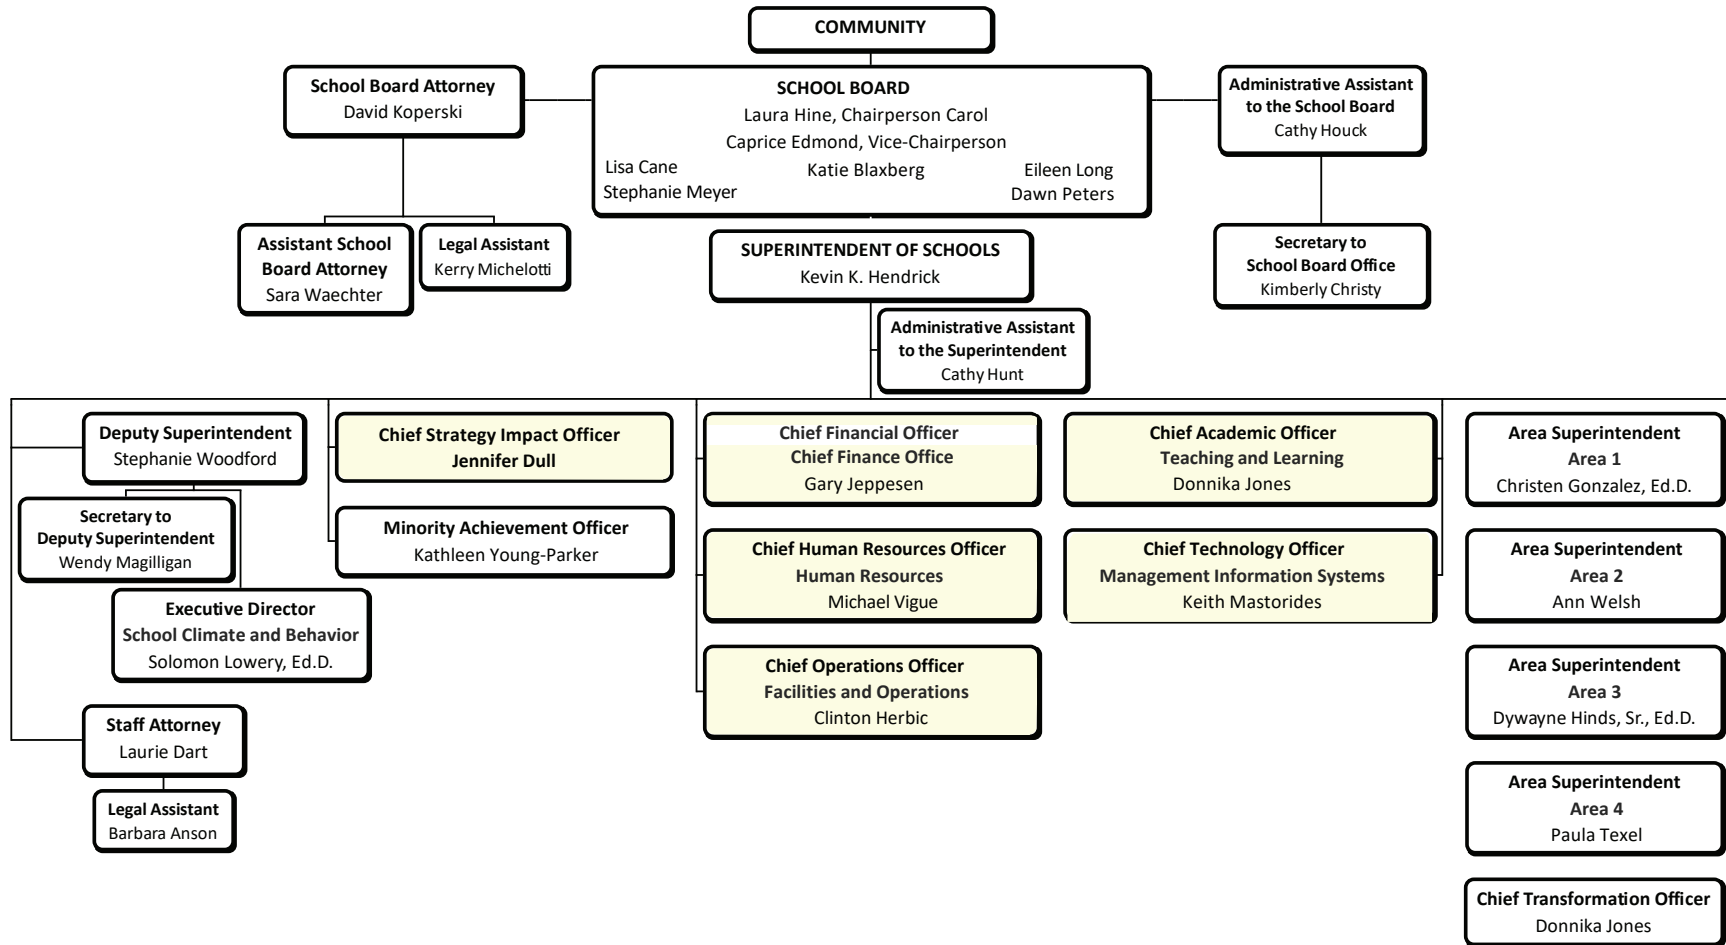 COMMUNITY
School Board Attorney
David Koperski
SCHOOL BOARD
Laura Hine, Chairperson Carol
Caprice Edmond, Vice-Chairperson
Lisa Cane
Katie Blaxberg
Eileen Long
Stephanie Meyer
Dawn Peters
Administrative Assistant
to the School Board
Cathy Houck
Assistant School
Board Attorney
Sara Waechter
Legal Assistant
Kerry Michelotti
SUPERINTENDENT OF SCHOOLS
Kevin K. Hendrick
Secretary to
School Board Office
Kimberly Christy
Administrative Assistant
to the Superintendent
Cathy Hunt
Deputy Superintendent
Stephanie Woodford
Secretary to
Deputy Superintendent
Wendy Magilligan
Executive Director
School Climate and Behavior
Solomon Lowery, Ed.D.
Staff Attorney
Laurie Dart
Legal Assistant
Barbara Anson
Chief Strategy Impact Officer
Jennifer Dull
Minority Achievement Officer
Kathleen Young-Parker
Chief Financial Officer
Chief Finance Office
Gary Jeppesen
Chief Human Resources Officer
Human Resources
Michael Vigue
Chief Operations Officer
Facilities and Operations
Clinton Herbic
Chief Academic Officer
Teaching and Learning
Donnika Jones
Chief Technology Officer
Management Information Systems
Keith Mastorides
Area Superintendent
Area 1
Christen Gonzalez, Ed.D.
Area Superintendent
Area 2
Ann Welsh
Area Superintendent
Area 3
Dywayne Hinds, Sr., Ed.D.
Area Superintendent
Area 4
Paula Texel
Chief Transformation Officer
Donnika Jones